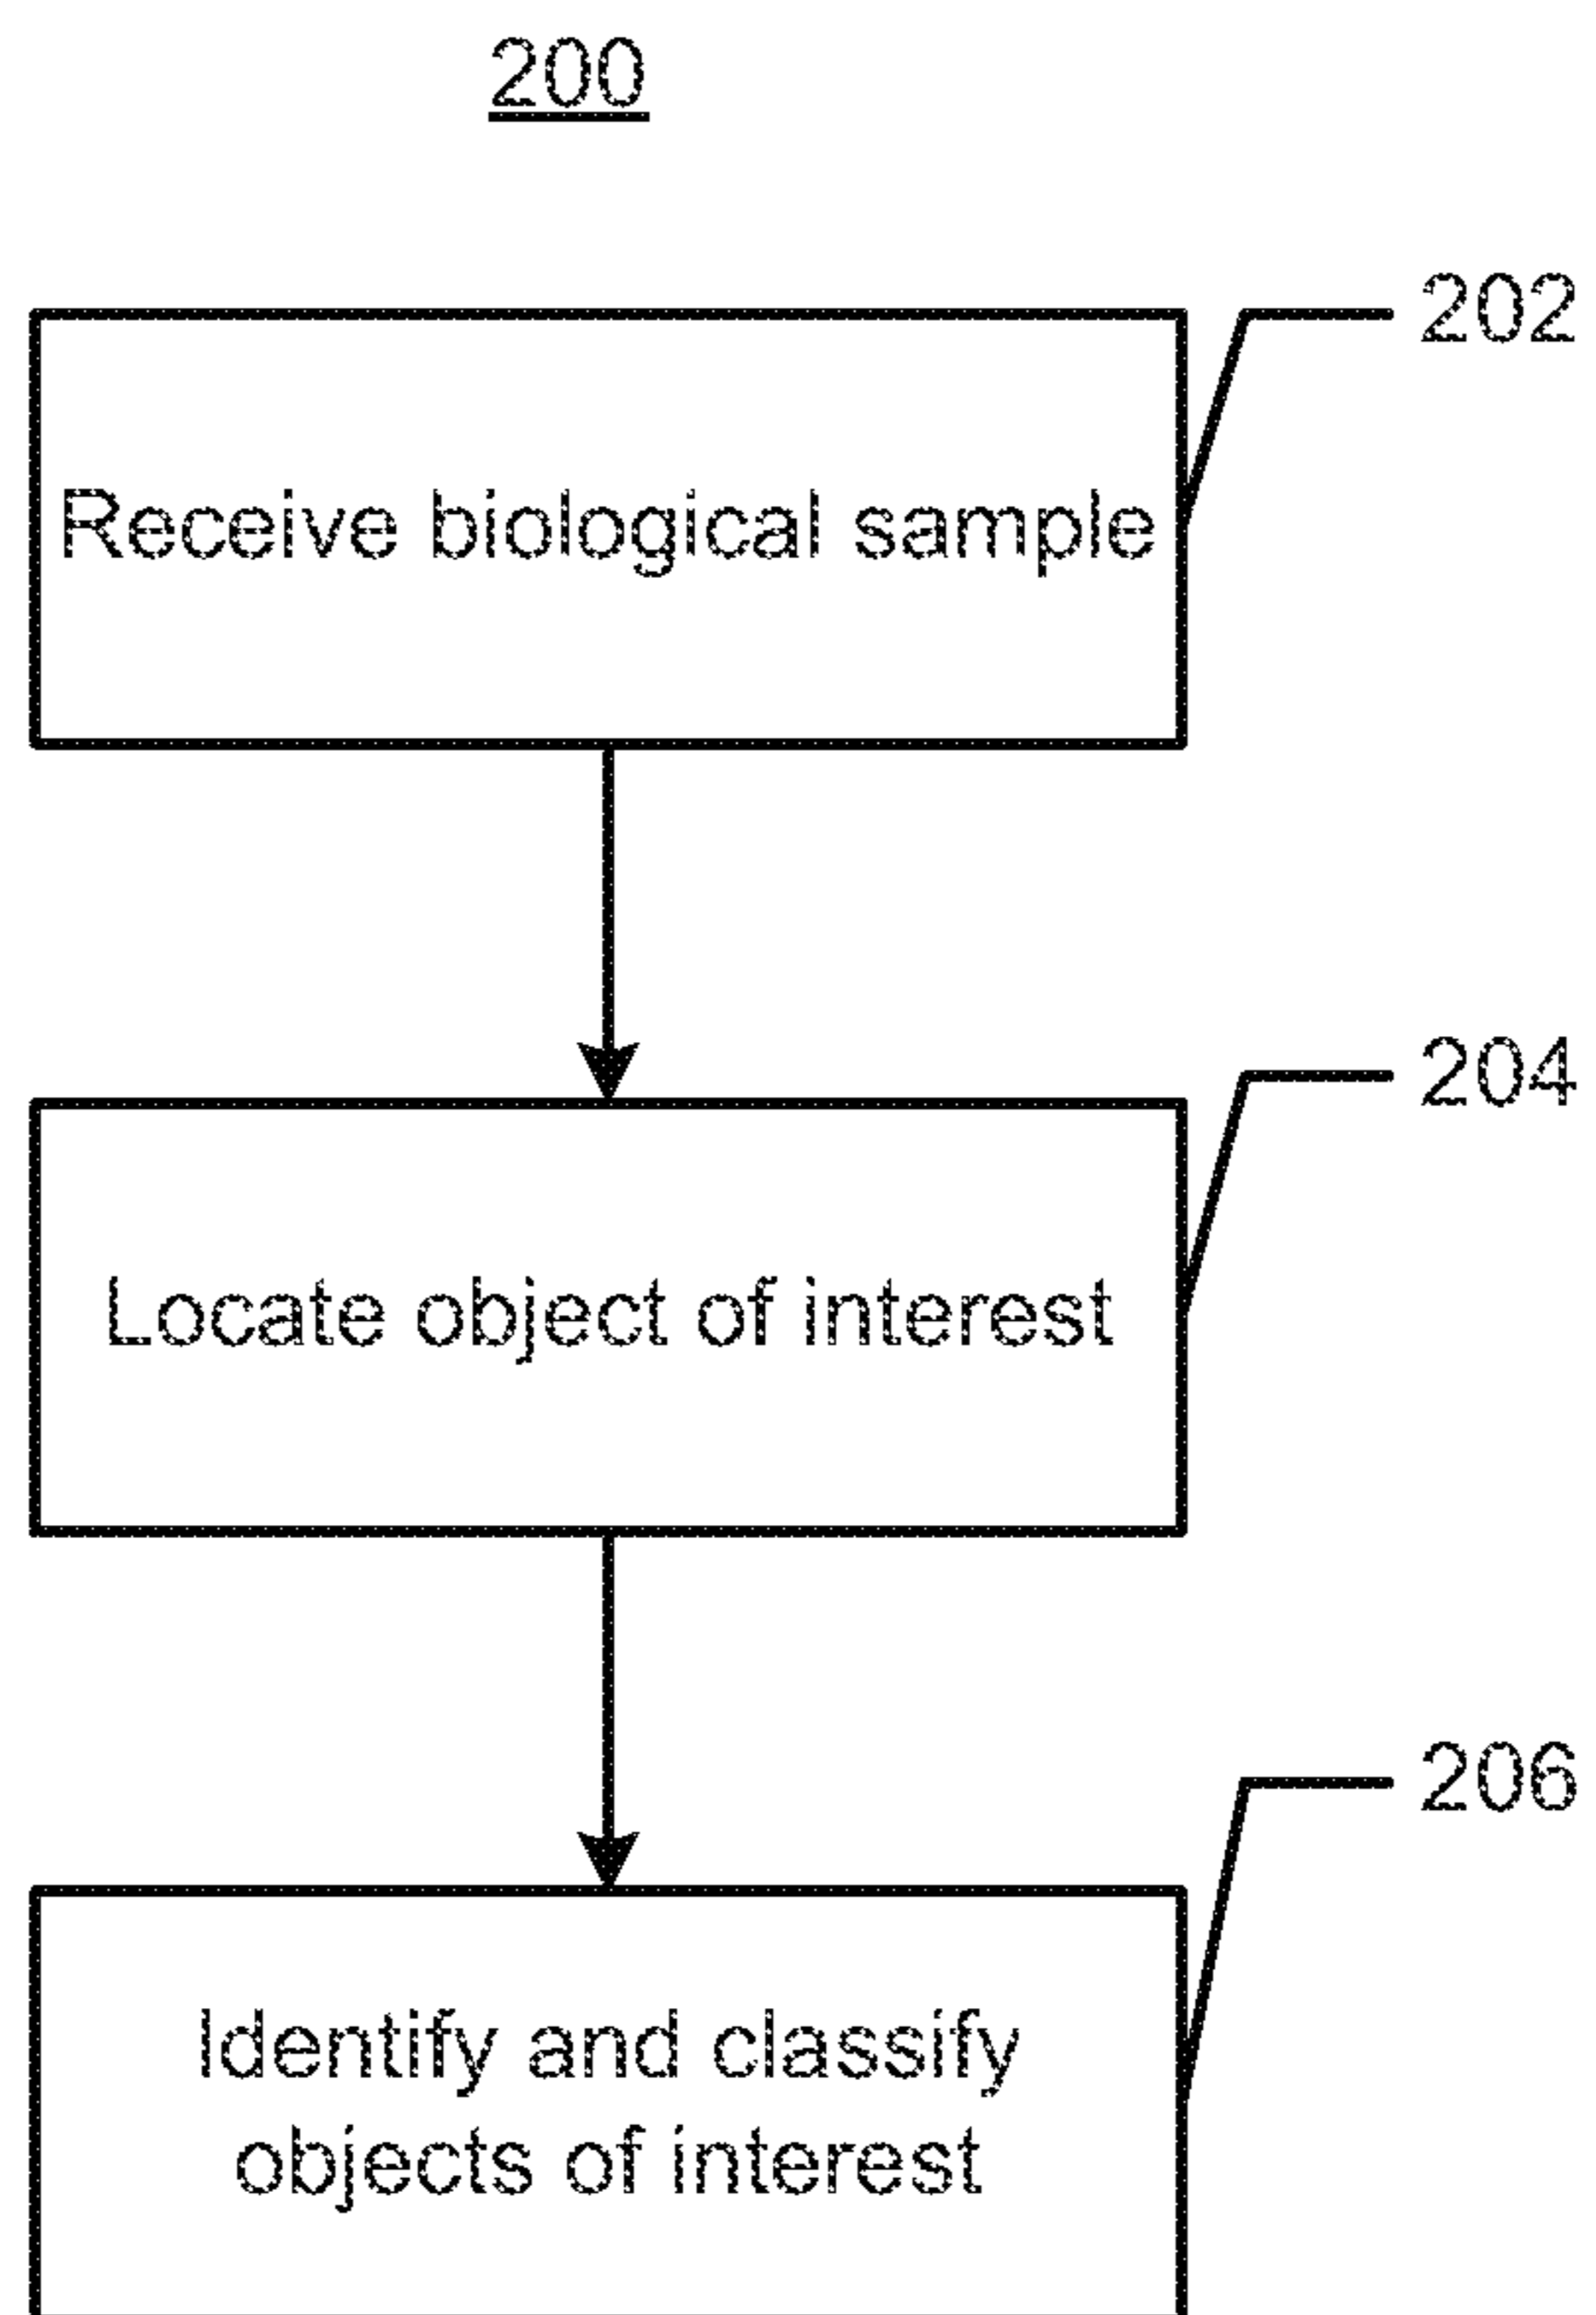 200
202
Receive biological sample
204
Locate object of interest
206
Identify and classify
objects of interest